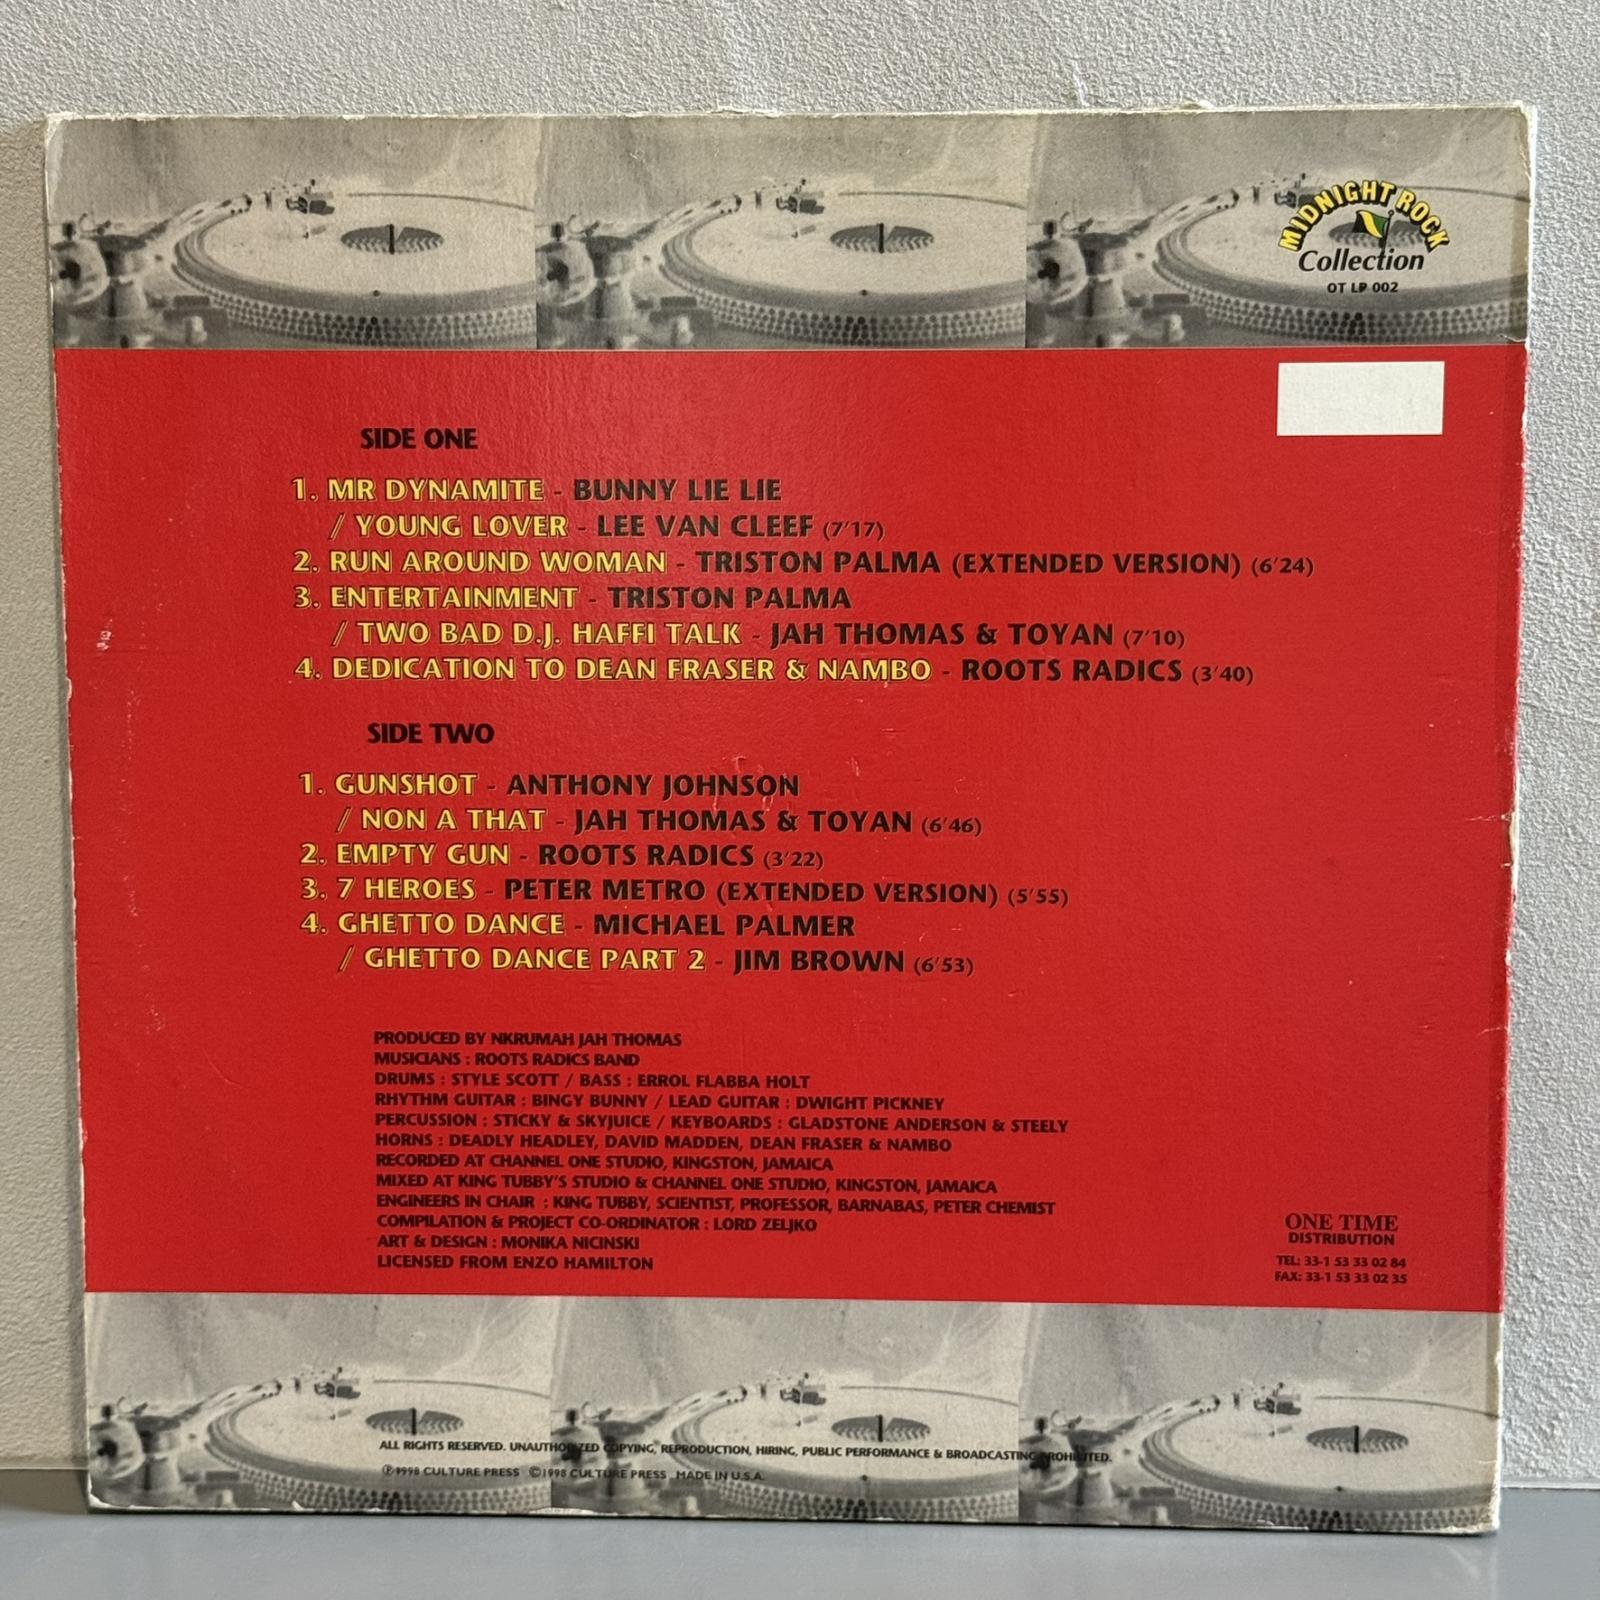 MIDNIGHT ROCK
Collection
OT LP 002
SIDE ONE
1. MR DYNAMITE - BUNNY LIE LIE
/ YOUNG LOVER - LEE VAN CLEEF (7'17)
2. RUN AROUND WOMAN - TRISTON PALMA (EXTENDED VERSION) (6'24)
3. ENTERTAINMENT - TRISTON PALMA
/ TWO BAD D.J. HAFFI TALK - JAH THOMAS & TOYAN (7'10)
4. DEDICATION TO DEAN FRASER & NAMBO - ROOTS RADICS (3'40)
SIDE TWO
1. GUNSHOT - ANTHONY JOHNSON
/ NON A THAT - JAH THOMAS & TOYAN (6'46)
2. EMPTY GUN - ROOTS RADICS (3'22)
3. 7 HEROES - PETER METRO (EXTENDED VERSION) (5'55)
4. GHETTO DANCE - MICHAEL PALMER
/ GHETTO DANCE PART 2 - JIM BROWN (6'53)
PRODUCED BY NKRUMAH JAH THOMAS
MUSICIANS : ROOTS RADICS BAND
DRUMS : STYLE SCOTT / BASS : ERROL FLABBA HOLT
RHYTHM GUITAR : BINGY BUNNY / LEAD GUITAR : DWIGHT PICKNEY
PERCUSSION : STICKY & SKYJUICE / KEYBOARDS : GLADSTONE ANDERSON & STEELY
HORNS : DEADLY HEADLEY, DAVID MADDEN, DEAN FRASER & NAMBO
RECORDED AT CHANNEL ONE STUDIO, KINGSTON, JAMAICA
MIXED AT KING TUBBY'S STUDIO & CHANNEL ONE STUDIO, KINGSTON, JAMAICA
ENGINEERS IN CHAIR : KING TUBBY, SCIENTIST, PROFESSOR, BARNABAS, PETER CHEMIST
COMPILATION & PROJECT CO-ORDINATOR : LORD ZELJKO
ART & DESIGN : MONIKA NICINSKI
LICENSED FROM ENZO HAMILTON
ONE TIME
DISTRIBUTION
TEL: 33-1 53 33 02 84
FAX: 33-1 53 33 02 35
ALL RIGHTS RESERVED. UNAUTHORIZED COPYING, REPRODUCTION, HIRING, PUBLIC PERFORMANCE & BROADCASTING PROHIBITED.
℗1998 CULTURE PRESS ©1998 CULTURE PRESS MADE IN U.S.A.